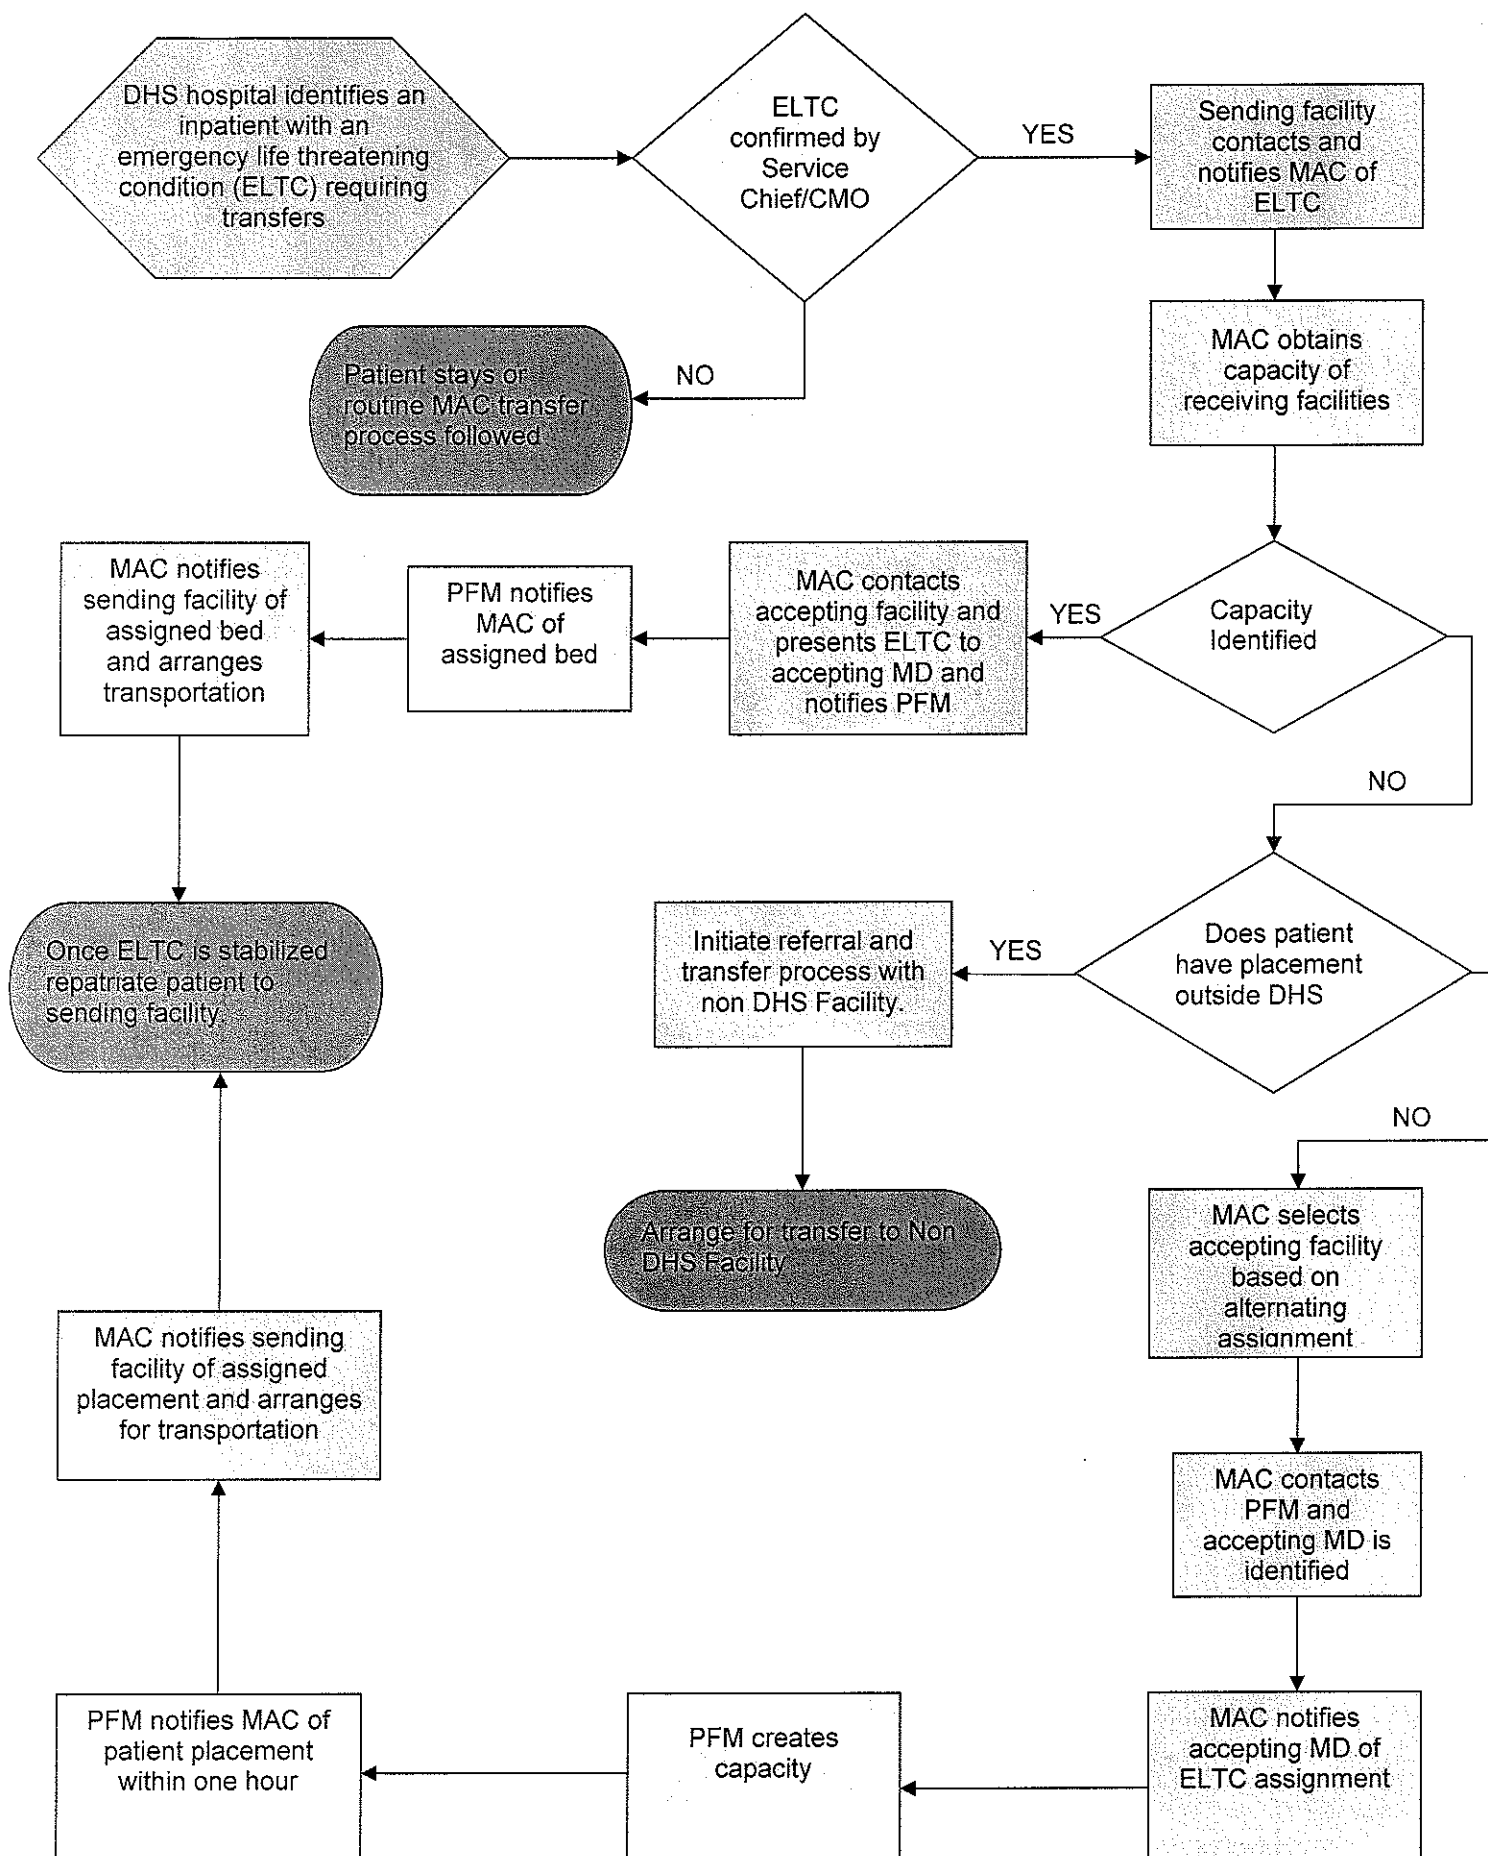 DHS hospital identifies an
inpatient with an
emergency life threatening
condition (ELTC) requiring
transfers
ELTC
confirmed by
Service
Chief/CMO
YES
Sending facility
contacts and
notifies MAC of
ELTC
NO
Patient stays or
routine MAC transfer
process followed
MAC obtains
capacity of
receiving facilities
Capacity
Identified
YES
MAC contacts
accepting facility and
presents ELTC to
accepting MD and
notifies PFM
PFM notifies
MAC of
assigned bed
MAC notifies
sending facility of
assigned bed
and arranges
transportation
NO
Once ELTC is stabilized
repatriate patient to
sending facility.
Does patient
have placement
outside DHS
YES
Initiate referral and
transfer process with
non DHS Facility.
Arrange for transfer to Non
DHS Facility
NO
MAC selects
accepting facility
based on
alternating
assignment
MAC contacts
PFM and
accepting MD is
identified
MAC notifies
accepting MD of
ELTC assignment
PFM creates
capacity
PFM notifies MAC of
patient placement
within one hour
MAC notifies sending
facility of assigned
placement and arranges
for transportation